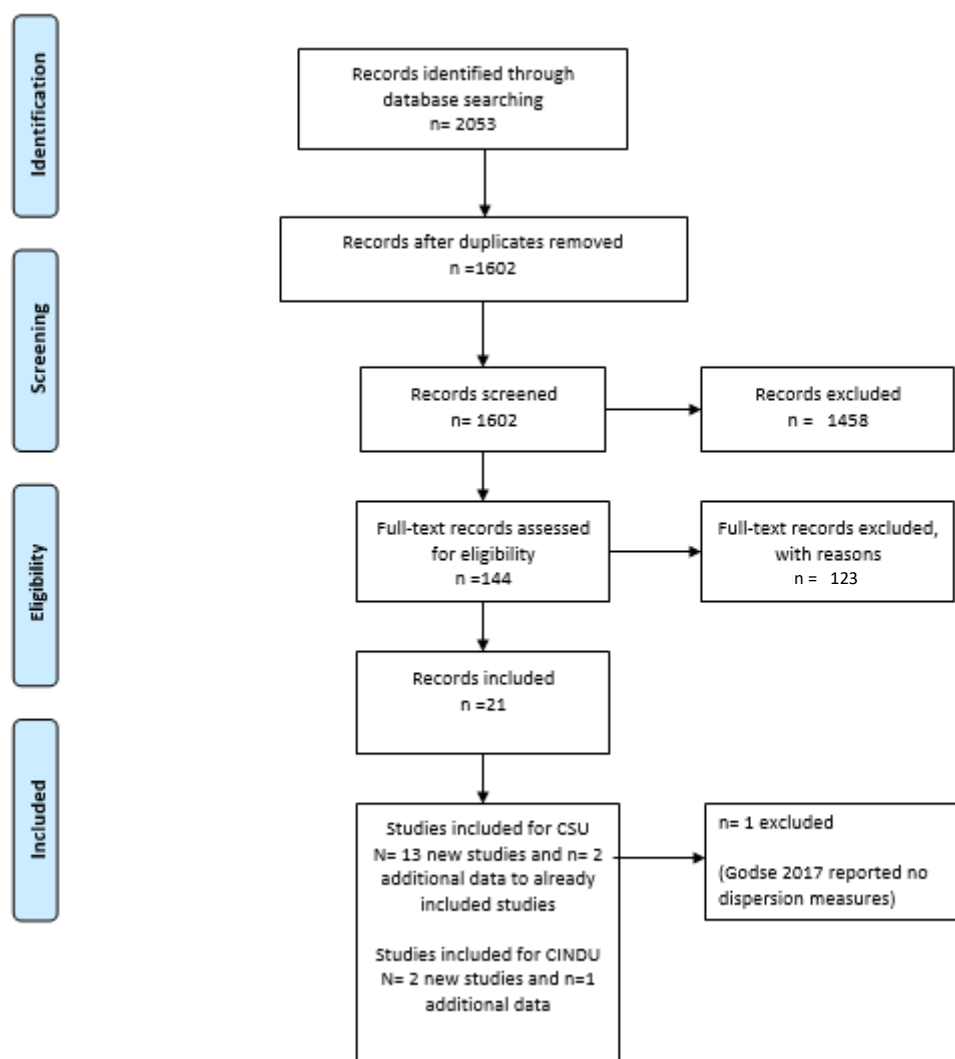 Identification
Records identified through
database searching
n= 2053
Records after duplicates removed
n =1602
Screening
Records screened
n= 1602
Records excluded
n = 1458
Eligibility
Full-text records assessed
for eligibility
n =144
Full-text records excluded,
with reasons
n = 123
Records included
n =21
Included
Studies included for CSU
N= 13 new studies and n= 2
additional data to already
included studies
Studies included for CINDU
N= 2 new studies and n=1
additional data
n= 1 excluded
(Godse 2017 reported no
dispersion measures)